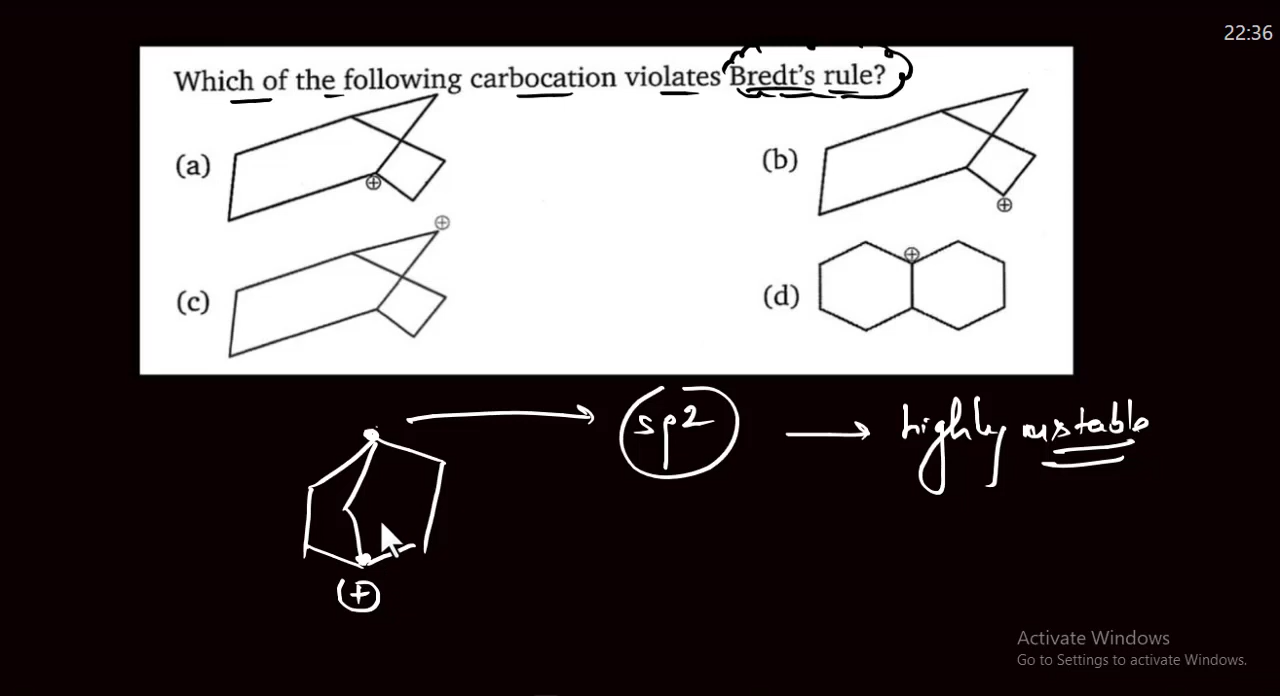 22:36
Which of the following carbocation violates Bredt's rule?
(a)
(b)
(c)
(d)
⊕
⊕
⊕
⊕
sp2 → highly unstable
(+)
Activate Windows
Go to Settings to activate Windows.